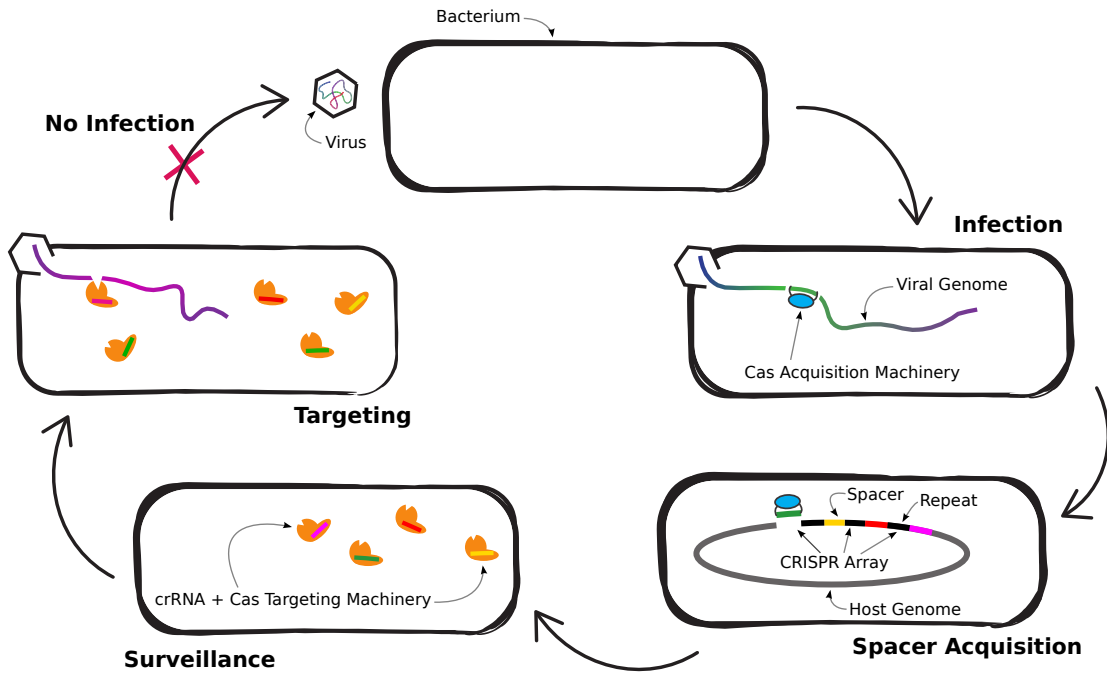 Bacterium
No Infection
Virus
Infection
Viral Genome
Cas Acquisition Machinery
Targeting
Spacer
Repeat
CRISPR Array
Host Genome
Spacer Acquisition
crRNA + Cas Targeting Machinery
Surveillance